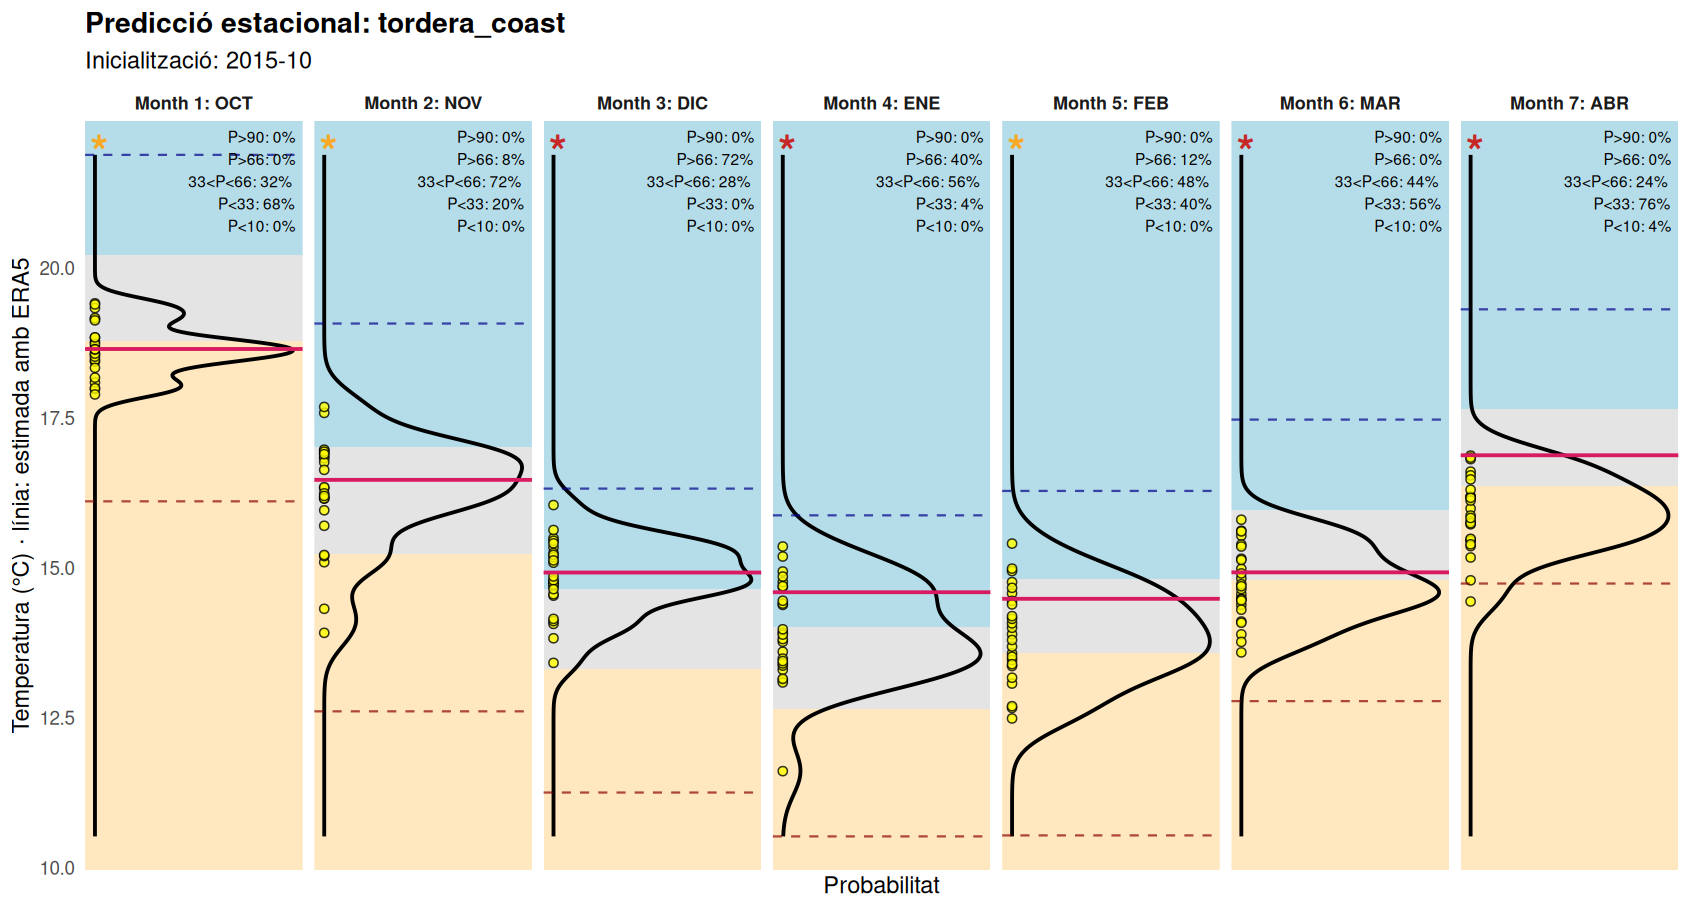 Predicció estacional: tordera_coast
Inicialització: 2015-10
Month 1: OCT
Month 2: NOV
Month 3: DIC
Month 4: ENE
Month 5: FEB
Month 6: MAR
Month 7: ABR
*
P>90: 0%
P>66: 0%
33<P<66: 32%
P<33: 68%
P<10: 0%
*
P>90: 0%
P>66: 8%
33<P<66: 72%
P<33: 20%
P<10: 0%
*
P>90: 0%
P>66: 72%
33<P<66: 28%
P<33: 0%
P<10: 0%
*
P>90: 0%
P>66: 40%
33<P<66: 56%
P<33: 4%
P<10: 0%
*
P>90: 0%
P>66: 12%
33<P<66: 48%
P<33: 40%
P<10: 0%
*
P>90: 0%
P>66: 0%
33<P<66: 44%
P<33: 56%
P<10: 0%
*
P>90: 0%
P>66: 0%
33<P<66: 24%
P<33: 76%
P<10: 4%
Temperatura (°C) · línia: estimada amb ERA5
20.0
17.5
15.0
12.5
10.0
Probabilitat